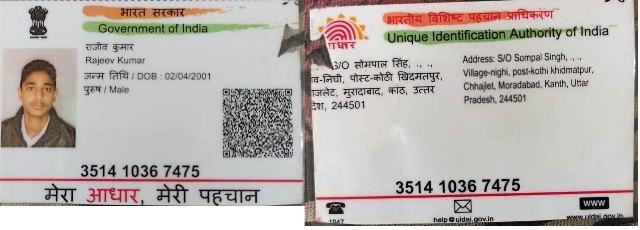 भारत सरकार
Government of India
राजीव कुमार
Rajeev Kumar
जन्म तिथि / DOB : 02/04/2001
पुरुष / Male
3514 1036 7475
मेरा आधार, मेरी पहचान
भारतीय विशिष्ट पहचान प्राधिकरण
Unique Identification Authority of India
S/O सोमपाल सिंह, . .,
पोस्ट-कोठी खिदमतपुर,
मुरादाबाद, कांठ, उत्तर
244501
Address: S/O Sompal Singh, . .,
Village-nighi, post-kothi khidmatpur,
Chhajlet, Moradabad, Kanth, Uttar
Pradesh, 244501
3514 1036 7475
1947
help@uidai.gov.in
www
www.uidai.gov.in